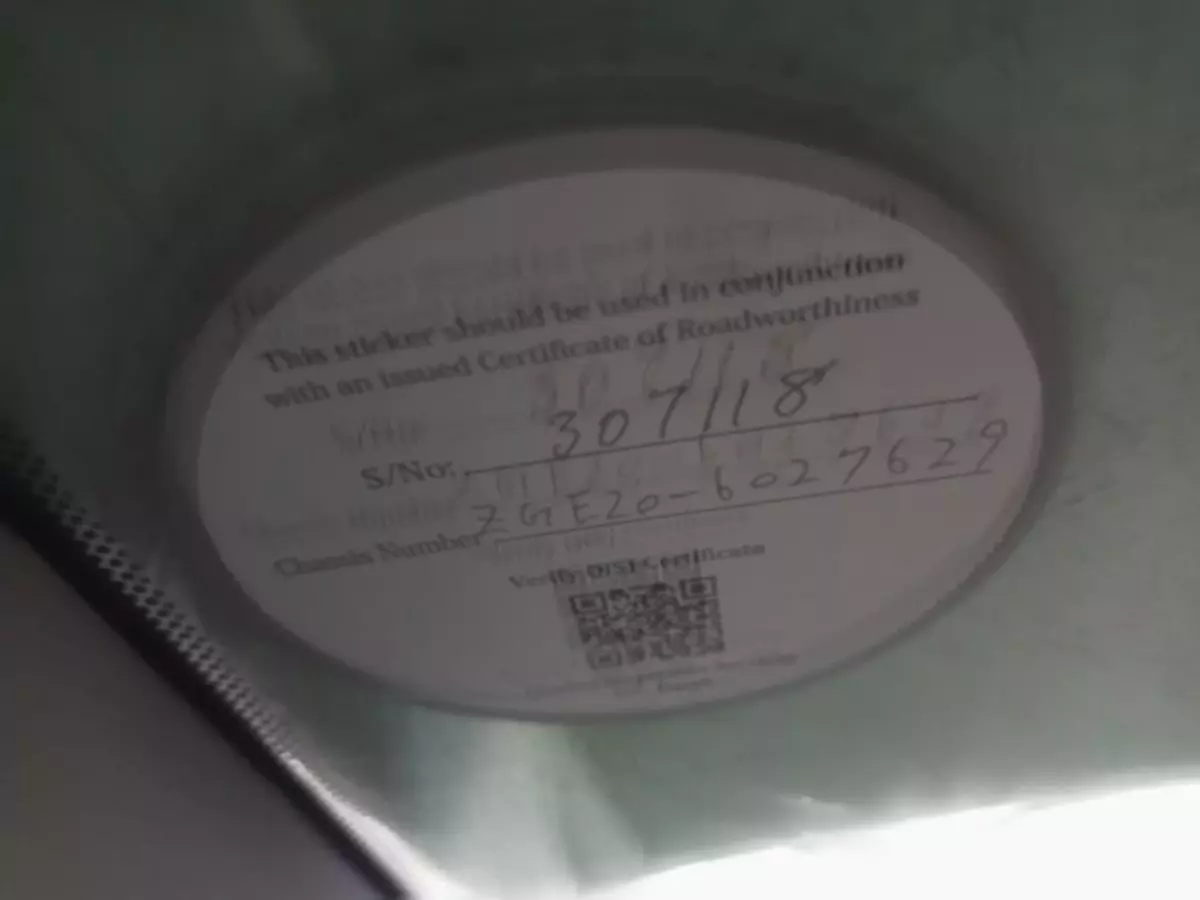 This sticker should be used in conjunction
with an issued Certificate of Roadworthiness
S/No: 307118
Chassis Number ZGE20-6027629
Verify DISI Certificate